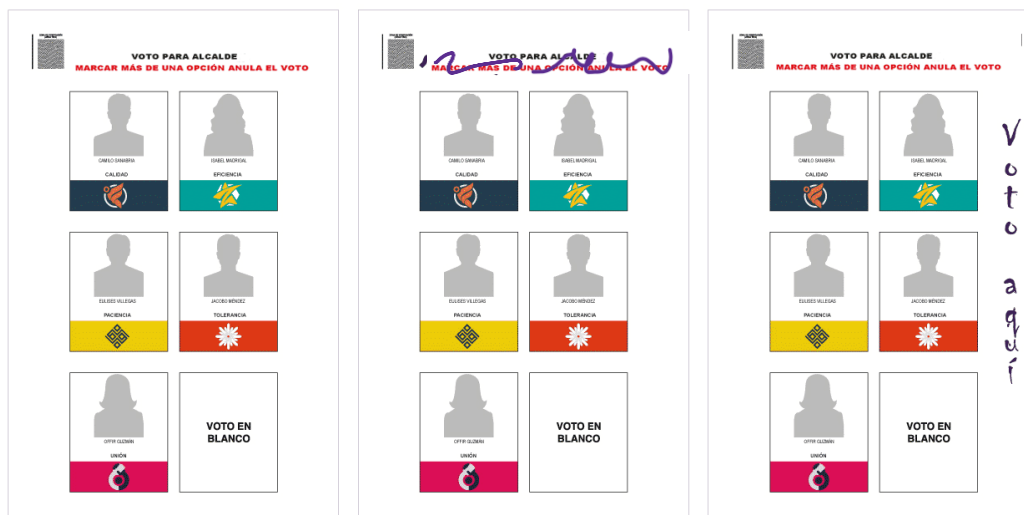 VOTO PARA ALCALDE
MARCAR MÁS DE UNA OPCIÓN ANULA EL VOTO
CAMILO SANABRIA
ISABEL MADRIGAL
CALIDAD
EFICIENCIA
EULISES VILLEGAS
JACOBO MÉNDEZ
PACIENCIA
TOLERANCIA
OFFIR GUZMÁN
UNIÓN
VOTO EN
BLANCO
VOTO PARA ALCALDE
MARCAR MÁS DE UNA OPCIÓN ANULA EL VOTO
CAMILO SANABRIA
ISABEL MADRIGAL
CALIDAD
EFICIENCIA
EULISES VILLEGAS
JACOBO MÉNDEZ
PACIENCIA
TOLERANCIA
OFFIR GUZMÁN
UNIÓN
VOTO EN
BLANCO
VOTO PARA ALCALDE
MARCAR MÁS DE UNA OPCIÓN ANULA EL VOTO
CAMILO SANABRIA
ISABEL MADRIGAL
CALIDAD
EFICIENCIA
EULISES VILLEGAS
JACOBO MÉNDEZ
PACIENCIA
TOLERANCIA
OFFIR GUZMÁN
UNIÓN
VOTO EN
BLANCO
Voto aquí